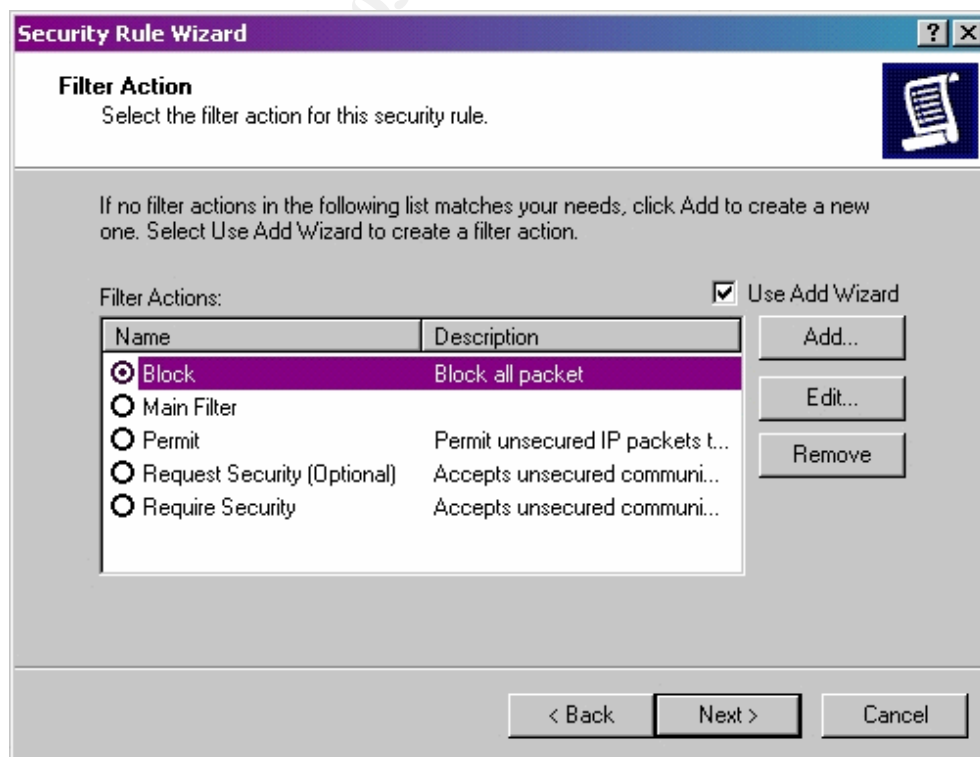 Security Rule Wizard
Filter Action
Select the filter action for this security rule.
If no filter actions in the following list matches your needs, click Add to create a new
one. Select Use Add Wizard to create a filter action.
Filter Actions:
Use Add Wizard
Name Description
Block Block all packet
Main Filter
Permit Permit unsecured IP packets t...
Request Security (Optional) Accepts unsecured communi...
Require Security Accepts unsecured communi...
Add...
Edit...
Remove
< Back Next > Cancel